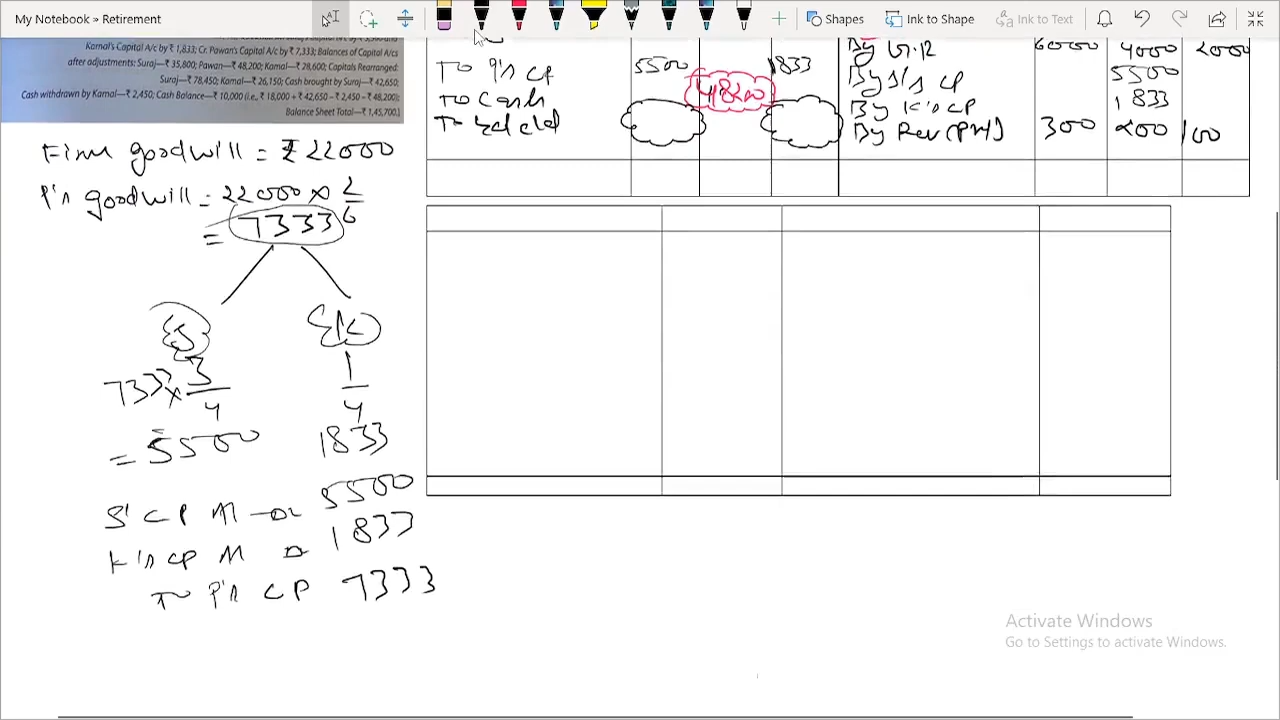 My Notebook » Retirement
Shapes
Ink to Shape
Ink to Text
Kamal's Capital A/c by ₹ 1,833; Cr. Pawan's Capital A/c by ₹ 7,333; Balances of Capital A/cs
after adjustments: Suraj—₹ 35,800; Pawan—₹ 48,200; Kamal—₹ 28,600; Capitals Rearranged:
Suraj—₹ 78,450; Kamal—₹ 26,150; Cash brought by Suraj—₹ 42,650;
Cash withdrawn by Kamal—₹ 2,450; Cash Balance—₹ 10,000 (i.e., ₹ 18,000 + ₹ 42,650 – ₹ 2,450 – ₹ 48,200);
Balance Sheet Total—₹ 1,45,700.]
Firm goodwill = ₹ 22000
P's goodwill = 22000 × 2/6
= 7333
S K
7333 × 3/4 1/4
= 5500 1833
S' CP A/c Dr 5500
K's CP A/c Dr 1833
To P's CP 7333
By G.R 6000 4000 2000
To P's CP 5500 1833
By S's CP 5500
To Cash 48200
By K's CP 1833
To bal c/d
By Rev (Pft) 300 200 100
Activate Windows
Go to Settings to activate Windows.